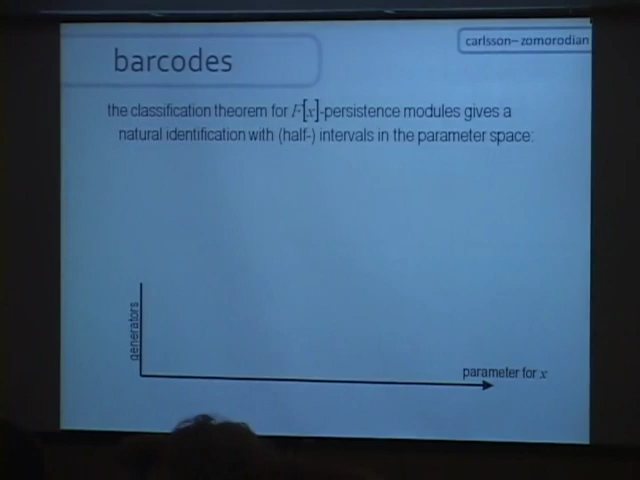 barcodes
carlsson–zomorodian
the classification theorem for F[x]-persistence modules gives a
natural identification with (half-) intervals in the parameter space:
generators
parameter for x